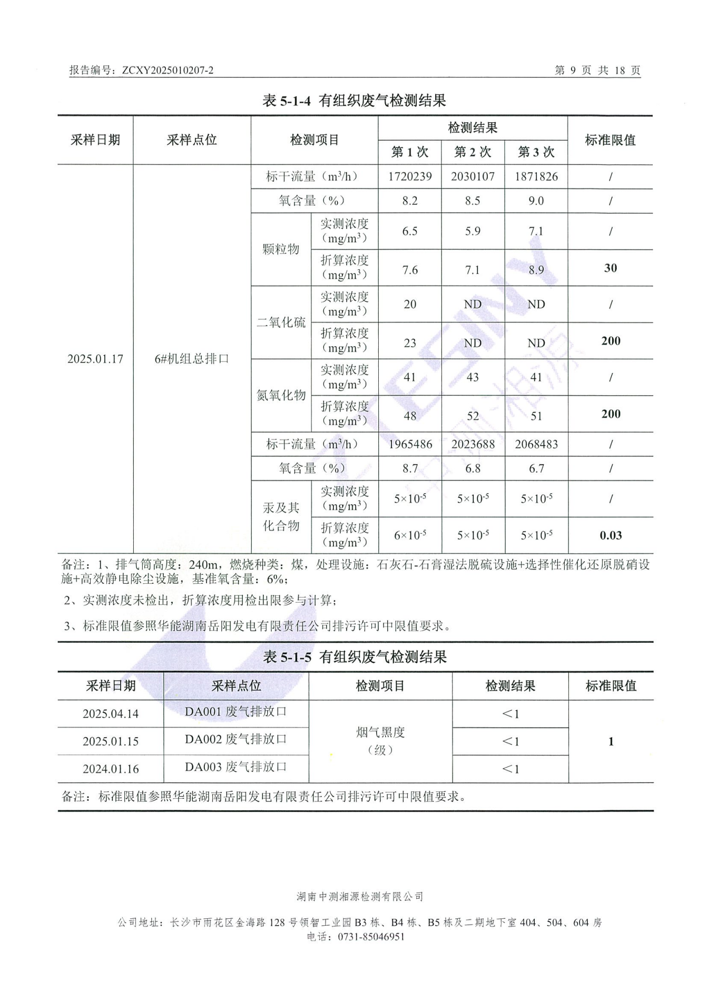 报告编号：ZCXY2025010207-2
第 9 页 共 18 页
表 5-1-4 有组织废气检测结果
采样日期 采样点位 检测项目 检测结果 标准限值
第 1 次 第 2 次 第 3 次
2025.01.17 6#机组总排口
标干流量（m³/h） 1720239 2030107 1871826 /
氧含量（%） 8.2 8.5 9.0 /
颗粒物
实测浓度（mg/m³） 6.5 5.9 7.1 /
折算浓度（mg/m³） 7.6 7.1 8.9 30
二氧化硫
实测浓度（mg/m³） 20 ND ND /
折算浓度（mg/m³） 23 ND ND 200
氮氧化物
实测浓度（mg/m³） 41 43 41 /
折算浓度（mg/m³） 48 52 51 200
标干流量（m³/h） 1965486 2023688 2068483 /
氧含量（%） 8.7 6.8 6.7 /
汞及其化合物
实测浓度（mg/m³） 5×10⁻⁵ 5×10⁻⁵ 5×10⁻⁵ /
折算浓度（mg/m³） 6×10⁻⁵ 5×10⁻⁵ 5×10⁻⁵ 0.03
备注：1、排气筒高度：240m，燃烧种类：煤，处理设施：石灰石-石膏湿法脱硫设施+选择性催化还原脱硝设
施+高效静电除尘设施，基准氧含量：6%；
2、实测浓度未检出，折算浓度用检出限参与计算；
3、标准限值参照华能湖南岳阳发电有限责任公司排污许可中限值要求。
表 5-1-5 有组织废气检测结果
采样日期 采样点位 检测项目 检测结果 标准限值
2025.04.14 DA001 废气排放口 烟气黑度（级） ＜1 1
2025.01.15 DA002 废气排放口 ＜1
2024.01.16 DA003 废气排放口 ＜1
备注：标准限值参照华能湖南岳阳发电有限责任公司排污许可中限值要求。
ZTESINY
中测湘源
湖南中测湘源检测有限公司
公司地址：长沙市雨花区金海路 128 号领智工业园 B3 栋、B4 栋、B5 栋及二期地下室 404、504、604 房
电话：0731-85046951